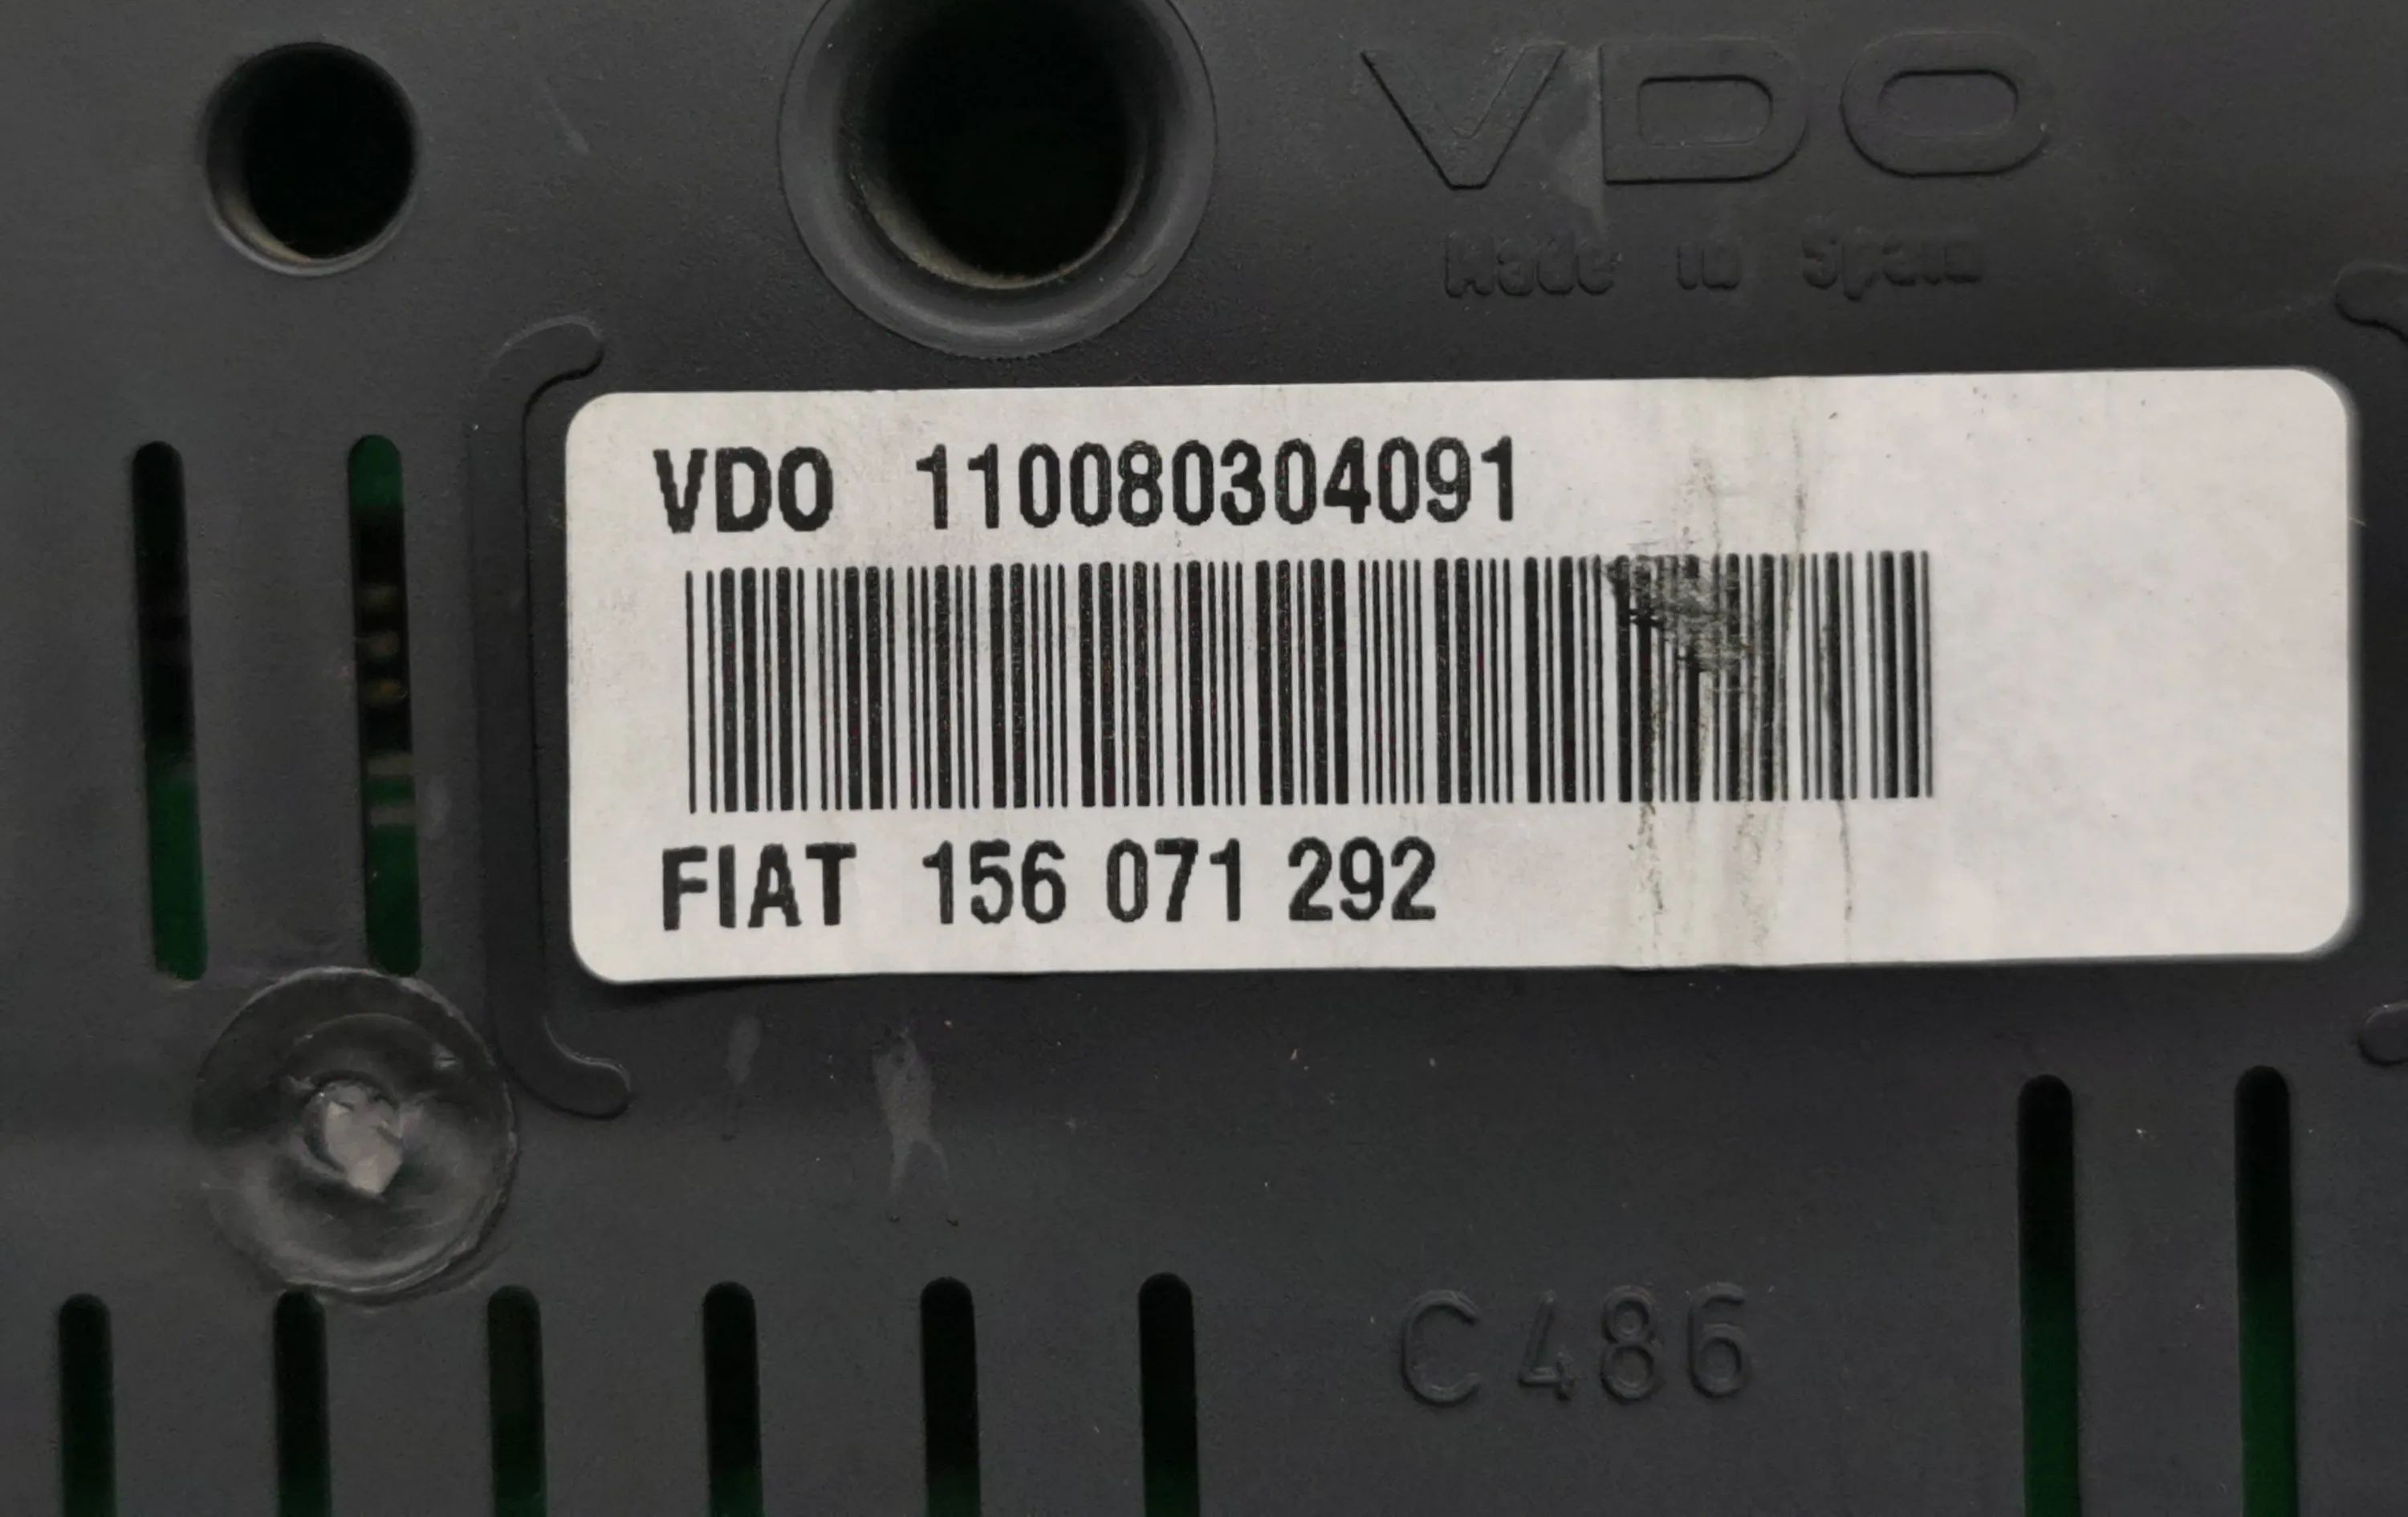 VDO
Made in Spain
VDO 110080304091
FIAT 156 071 292
C486